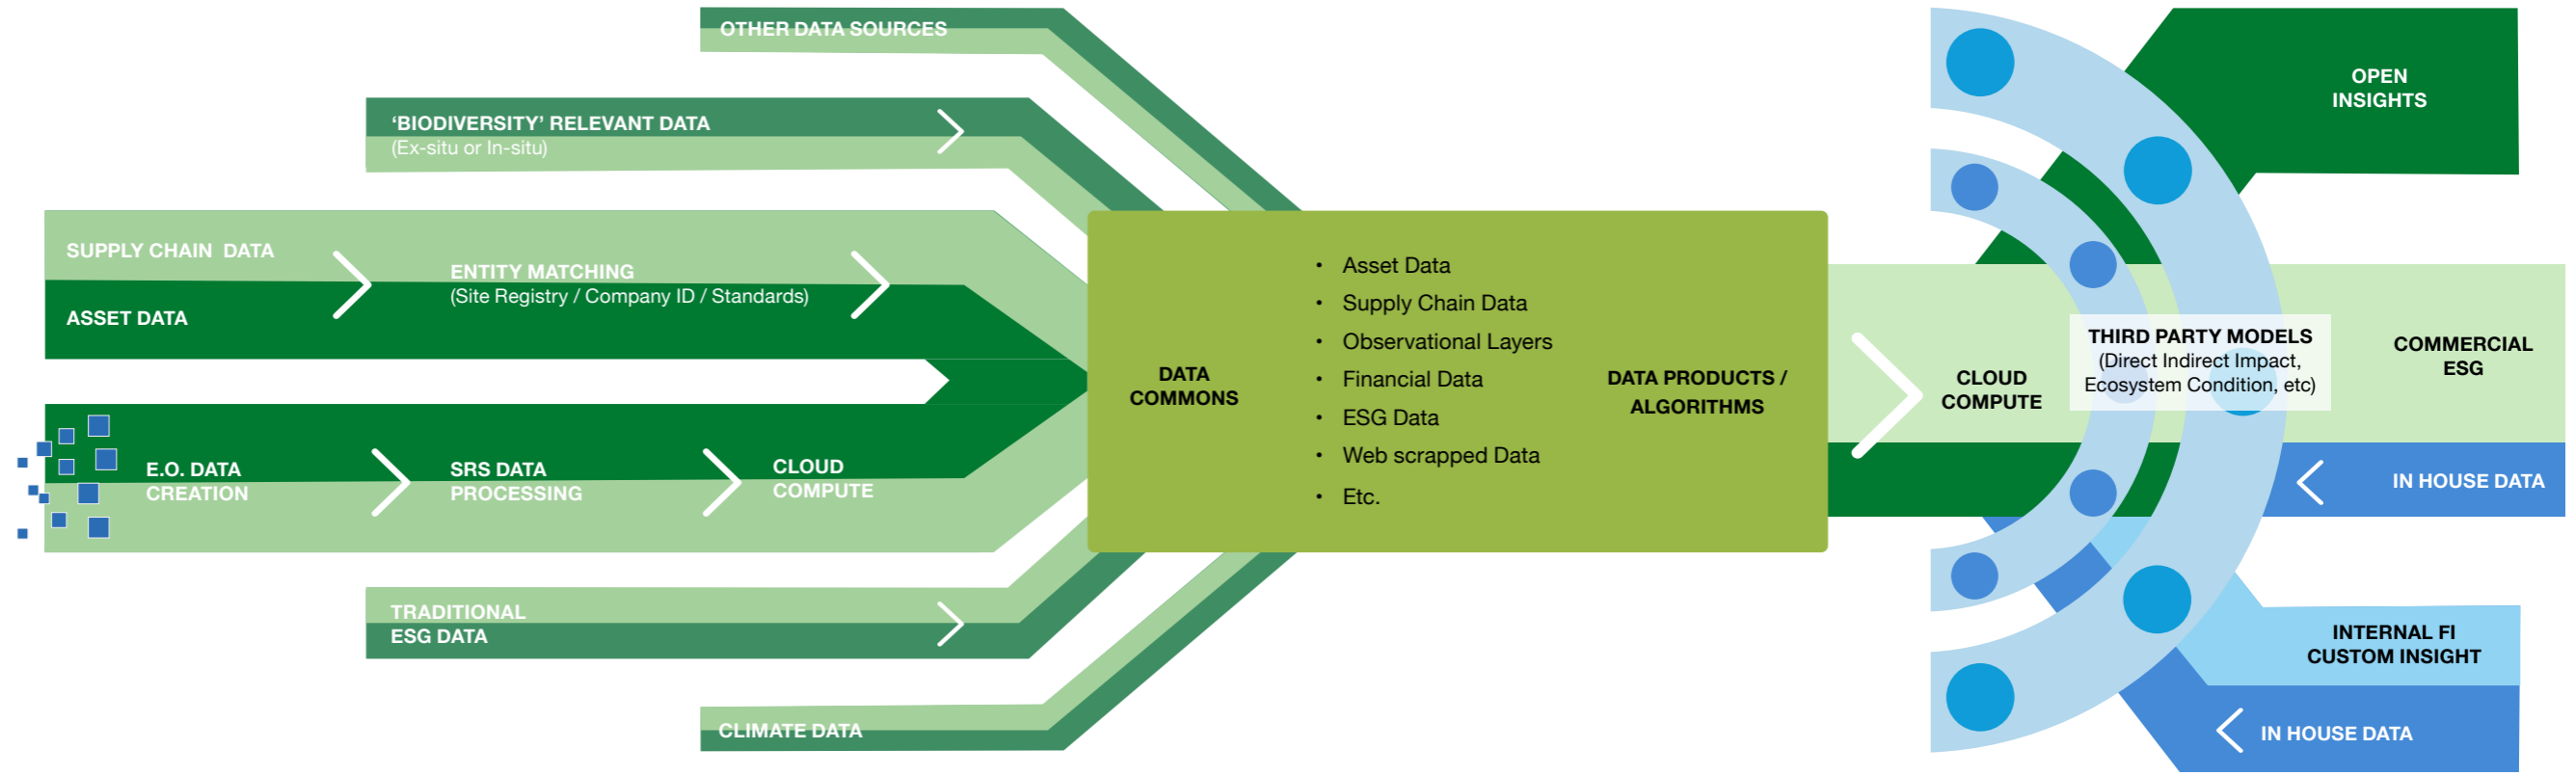 OTHER DATA SOURCES
‘BIODIVERSITY’ RELEVANT DATA
(Ex-situ or In-situ)
SUPPLY CHAIN DATA
ASSET DATA
ENTITY MATCHING
(Site Registry / Company ID / Standards)
E.O. DATA
CREATION
SRS DATA
PROCESSING
CLOUD
COMPUTE
TRADITIONAL
ESG DATA
CLIMATE DATA
DATA
COMMONS
• Asset Data
• Supply Chain Data
• Observational Layers
• Financial Data
• ESG Data
• Web scrapped Data
• Etc.
DATA PRODUCTS /
ALGORITHMS
CLOUD
COMPUTE
THIRD PARTY MODELS
(Direct Indirect Impact,
Ecosystem Condition, etc)
OPEN
INSIGHTS
COMMERCIAL
ESG
IN HOUSE DATA
INTERNAL FI
CUSTOM INSIGHT
IN HOUSE DATA